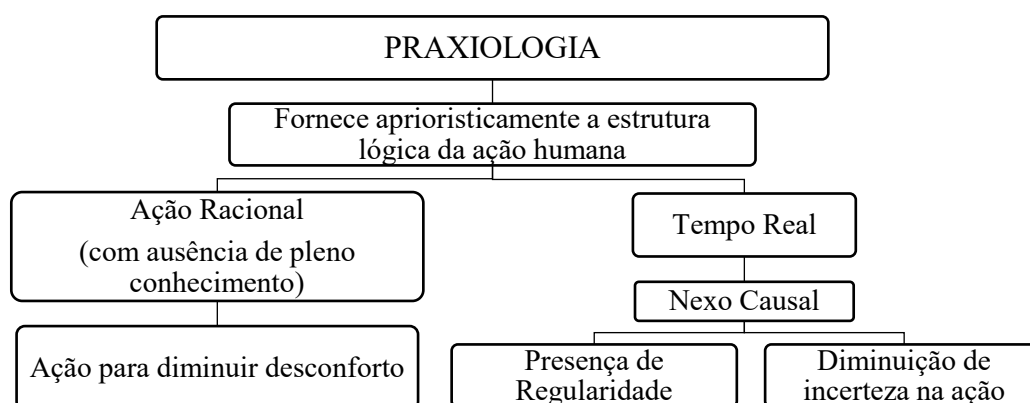 PRAXIOLOGIA
Fornece aprioristicamente a estrutura
lógica da ação humana
Ação Racional
(com ausência de pleno
conhecimento)
Tempo Real
Nexo Causal
Ação para diminuir desconforto
Presença de
Regularidade
Diminuição de
incerteza na ação